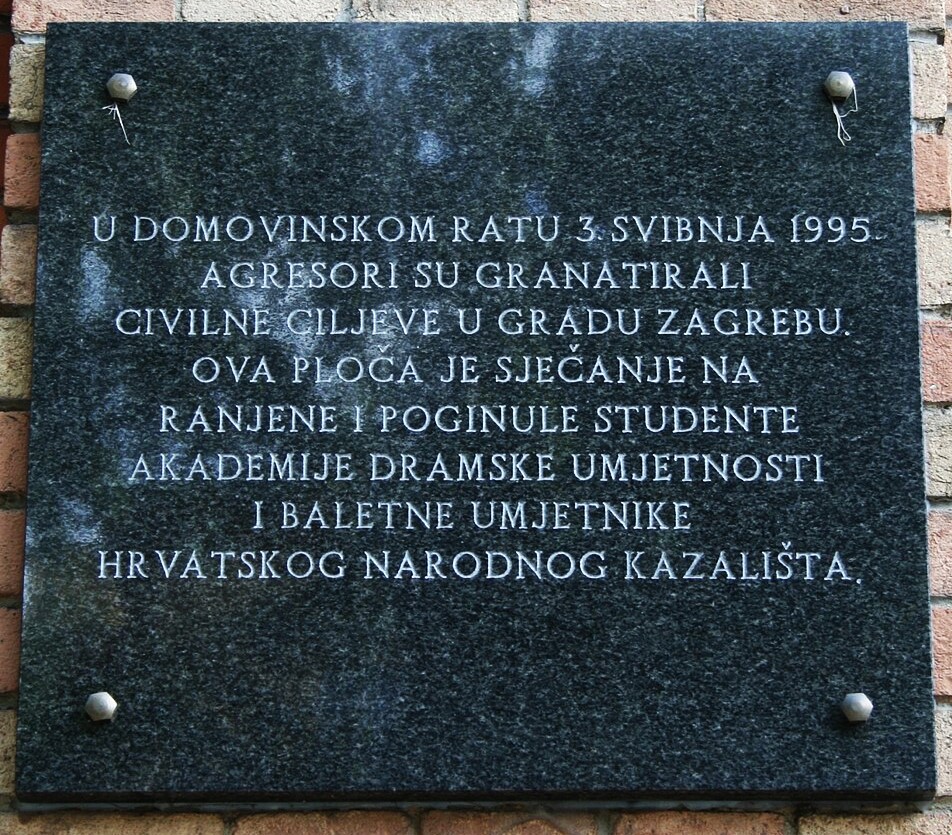 U DOMOVINSKOM RATU 3. SVIBNJA 1995.
AGRESORI SU GRANATIRALI
CIVILNE CILJEVE U GRADU ZAGREBU.
OVA PLOČA JE SJEČANJE NA
RANJENE I POGINULE STUDENTE
AKADEMIJE DRAMSKE UMJETNOSTI
I BALETNE UMJETNIKE
HRVATSKOG NARODNOG KAZALIŠTA.